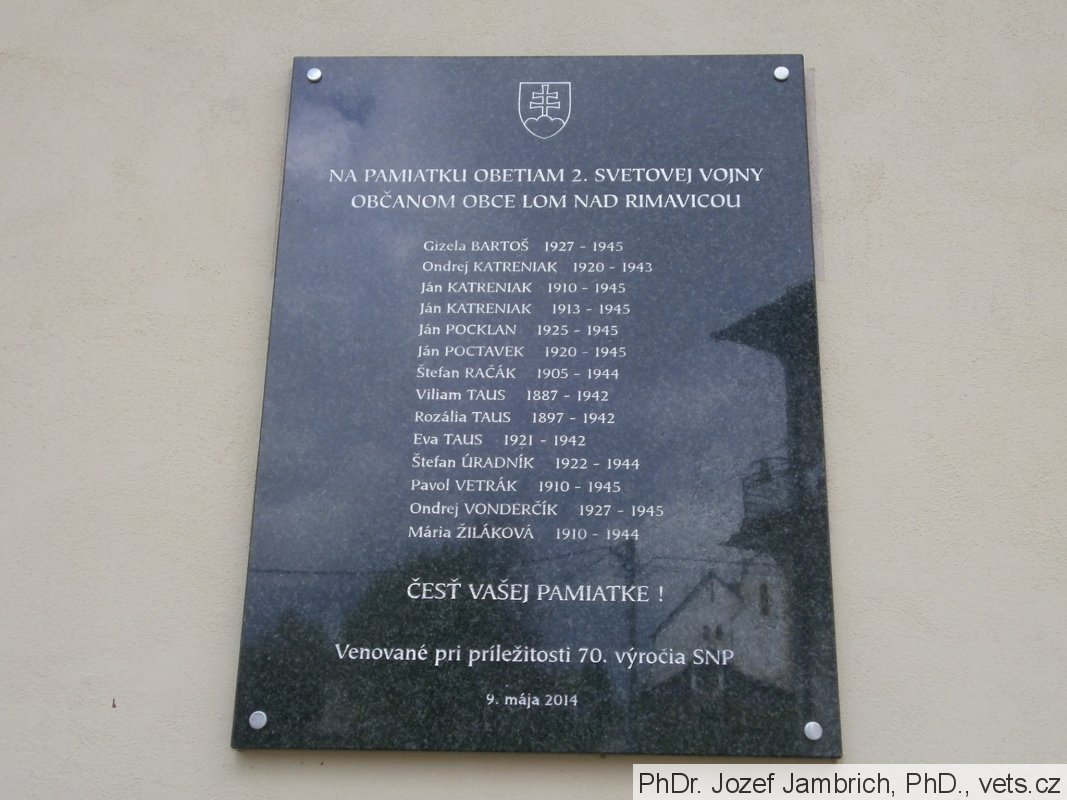 NA PAMIATKU OBETIAM 2. SVETOVEJ VOJNY
OBČANOM OBCE LOM NAD RIMAVICOU
Gizela BARTOŠ 1927 - 1945
Ondrej KATRENIAK 1920 - 1943
Ján KATRENIAK 1910 - 1945
Ján KATRENIAK 1913 - 1945
Ján POCKLAN 1925 - 1945
Ján POCTAVEK 1920 - 1945
Štefan RAČÁK 1905 - 1944
Viliam TAUS 1887 - 1942
Rozália TAUS 1897 - 1942
Eva TAUS 1921 - 1942
Štefan ÚRADNÍK 1922 - 1944
Pavol VETRÁK 1910 - 1945
Ondrej VONDERČÍK 1927 - 1945
Mária ŽILÁKOVÁ 1910 - 1944
ČESŤ VAŠEJ PAMIATKE !
Venované pri príležitosti 70. výročia SNP
9. mája 2014
PhDr. Jozef Jambrich, PhD., vets.cz